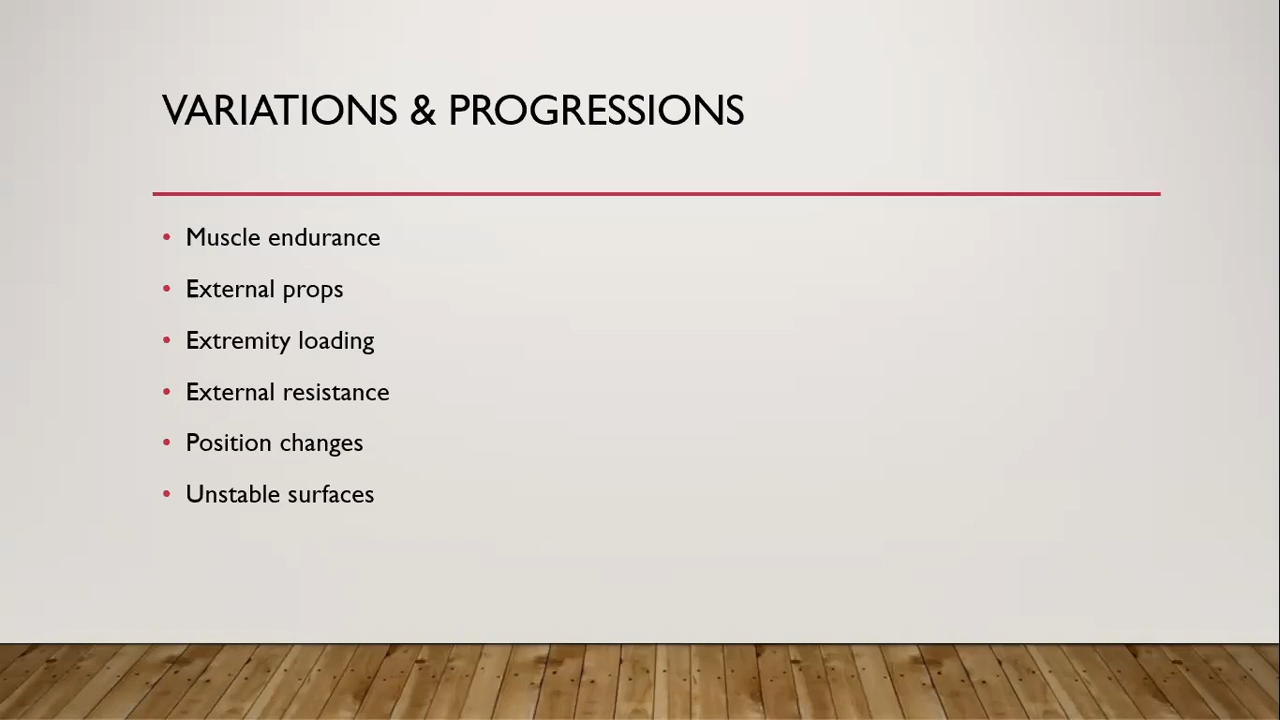 VARIATIONS & PROGRESSIONS
• Muscle endurance
• External props
• Extremity loading
• External resistance
• Position changes
• Unstable surfaces